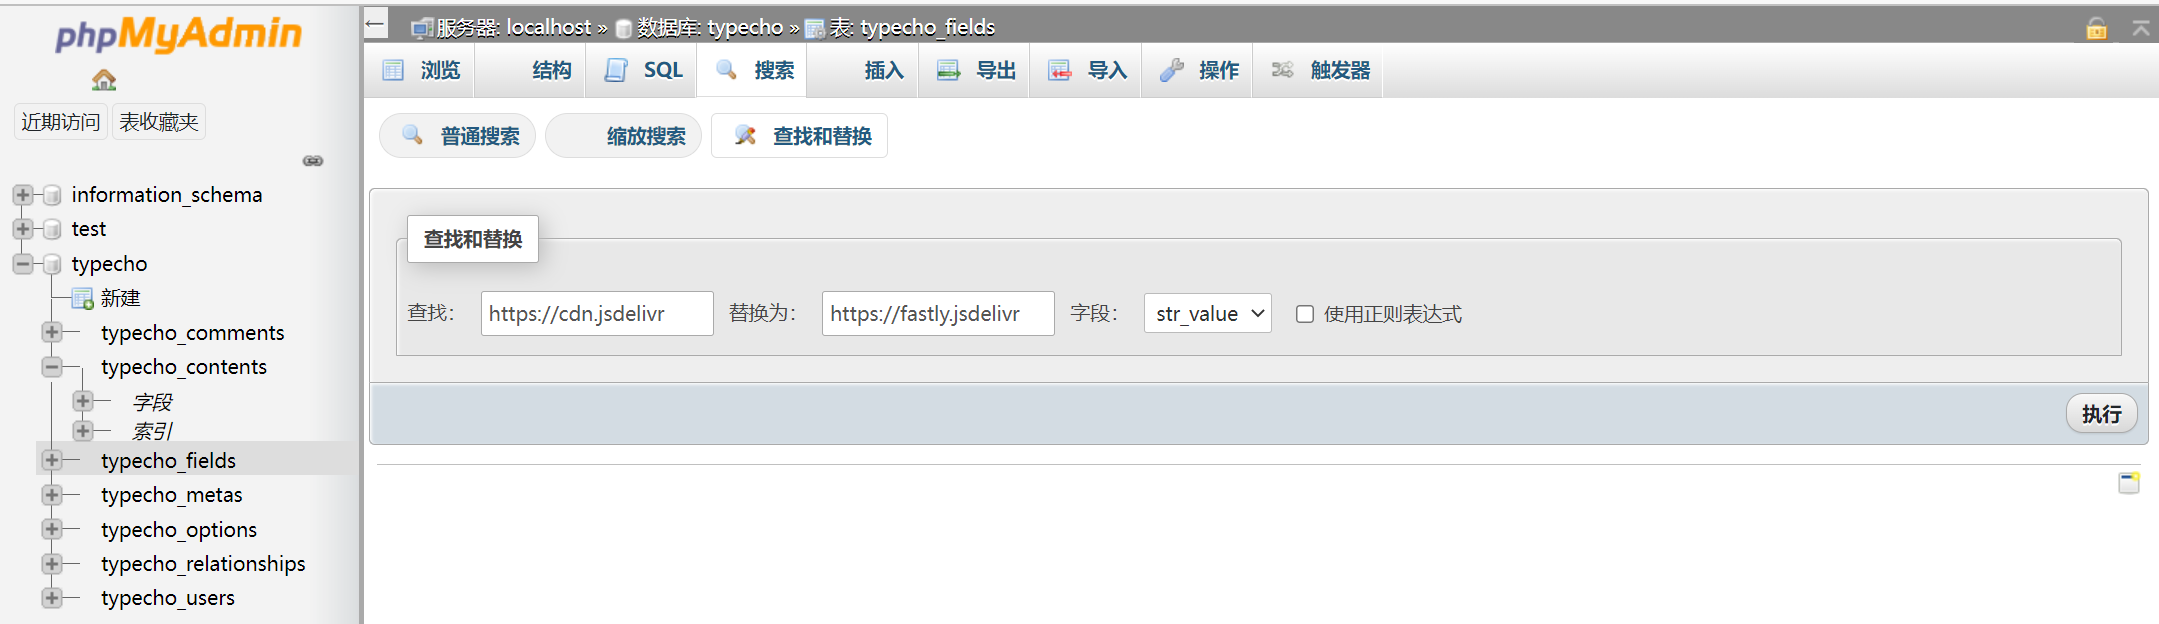 phpMyAdmin
近期访问 表收藏夹
information_schema
test
typecho
新建
typecho_comments
typecho_contents
字段
索引
typecho_fields
typecho_metas
typecho_options
typecho_relationships
typecho_users
服务器: localhost » 数据库: typecho » 表: typecho_fields
浏览 结构 SQL 搜索 插入 导出 导入 操作 触发器
普通搜索 缩放搜索 查找和替换
查找和替换
查找： https://cdn.jsdelivr 替换为： https://fastly.jsdelivr 字段： str_value 使用正则表达式
执行